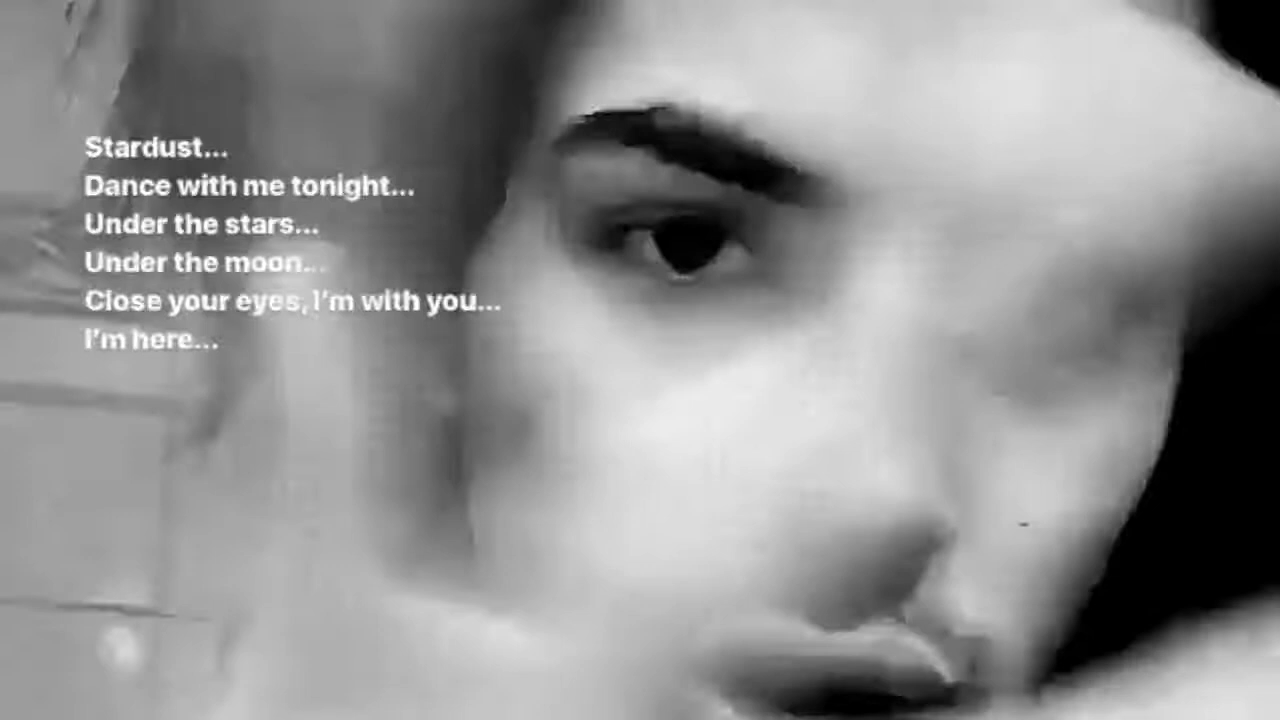 Stardust...
Dance with me tonight...
Under the stars...
Under the moon...
Close your eyes, I'm with you...
I'm here...